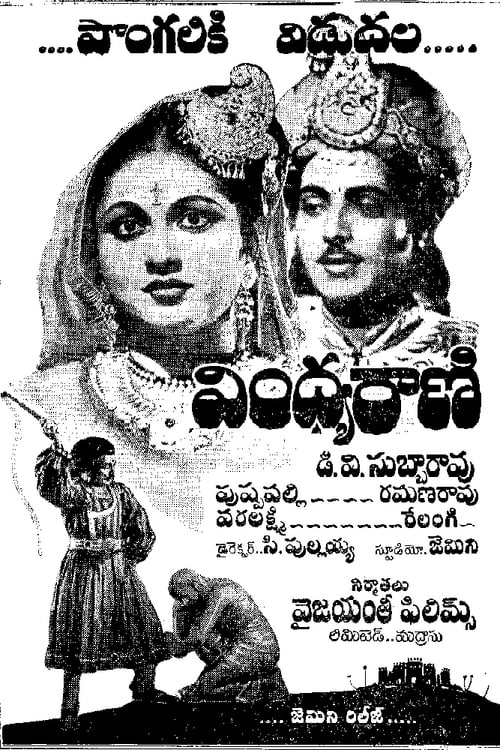 ....పొంగలికి విడుదల.....
వింధ్యరాణి
డి.వి.సుబ్బారావు
పుష్పవల్లి ---- రమణరావు
వరలక్ష్మి -------- రేలంగి
డైరెక్టర్..సి.పుల్లయ్య స్టూడియో.జెమిని
నిర్మాతలు
వైజయంతీ ఫిలిమ్స్
లిమిటెడ్..మద్రాసు
....జెమిని రిలీజ్.....